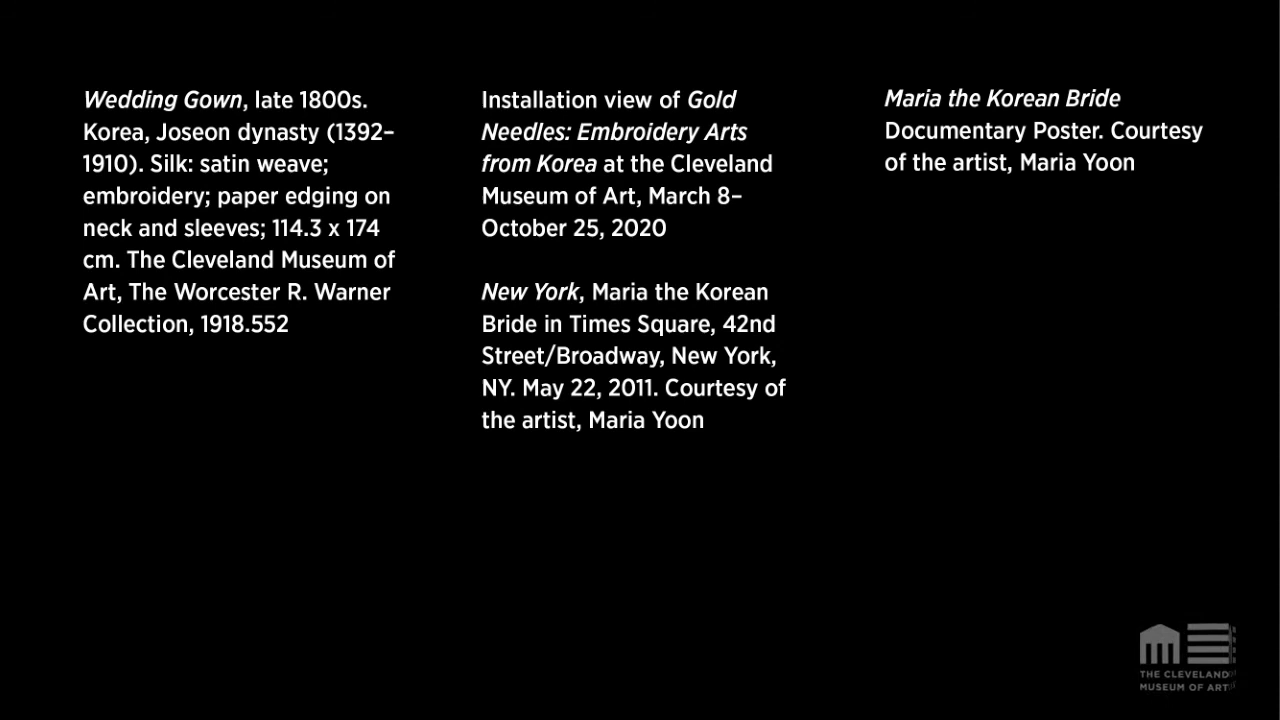 Wedding Gown, late 1800s.
Korea, Joseon dynasty (1392–
1910). Silk: satin weave;
embroidery; paper edging on
neck and sleeves; 114.3 x 174
cm. The Cleveland Museum of
Art, The Worcester R. Warner
Collection, 1918.552
Installation view of Gold
Needles: Embroidery Arts
from Korea at the Cleveland
Museum of Art, March 8–
October 25, 2020
New York, Maria the Korean
Bride in Times Square, 42nd
Street/Broadway, New York,
NY. May 22, 2011. Courtesy of
the artist, Maria Yoon
Maria the Korean Bride
Documentary Poster. Courtesy
of the artist, Maria Yoon
THE CLEVELAND
MUSEUM OF ART